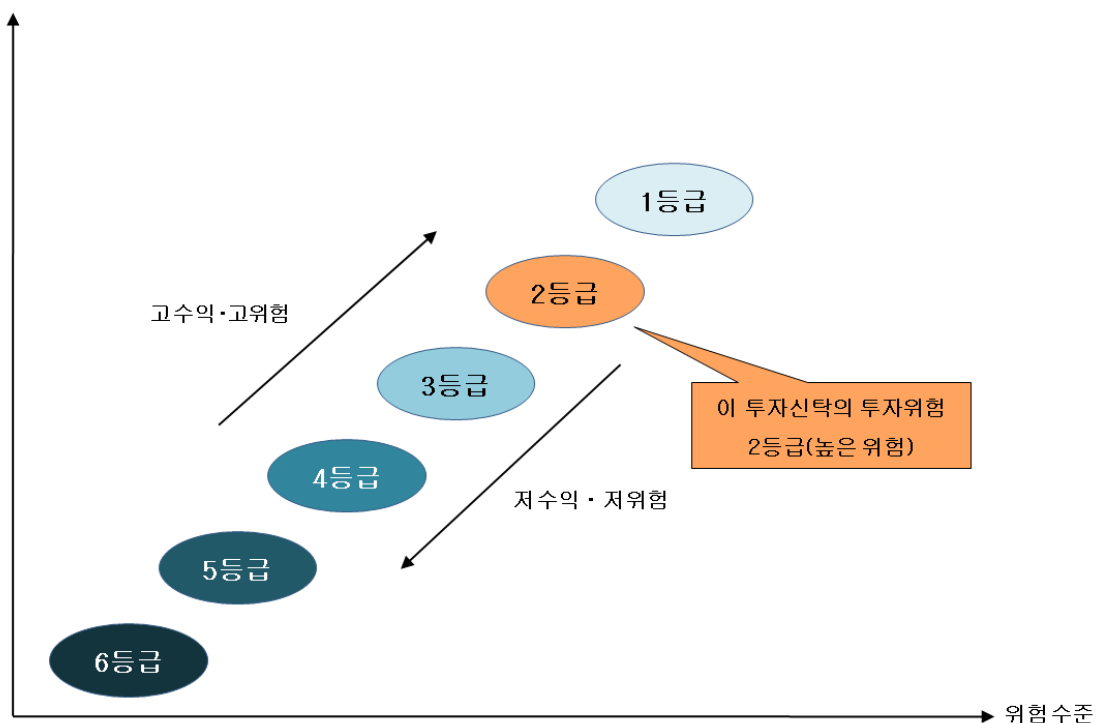 1등급
2등급
고수익·고위험
3등급
이 투자신탁의 투자위험
2등급(높은 위험)
4등급
저수익 · 저위험
5등급
6등급
위험수준